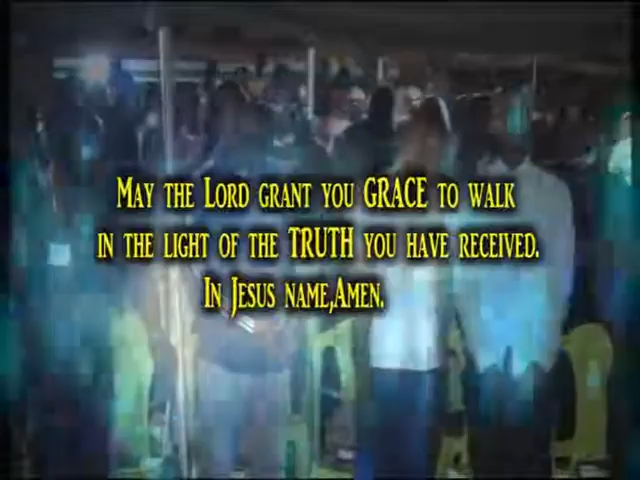 May the Lord grant you GRACE to walk
in the light of the TRUTH you have received.
In Jesus name,Amen.